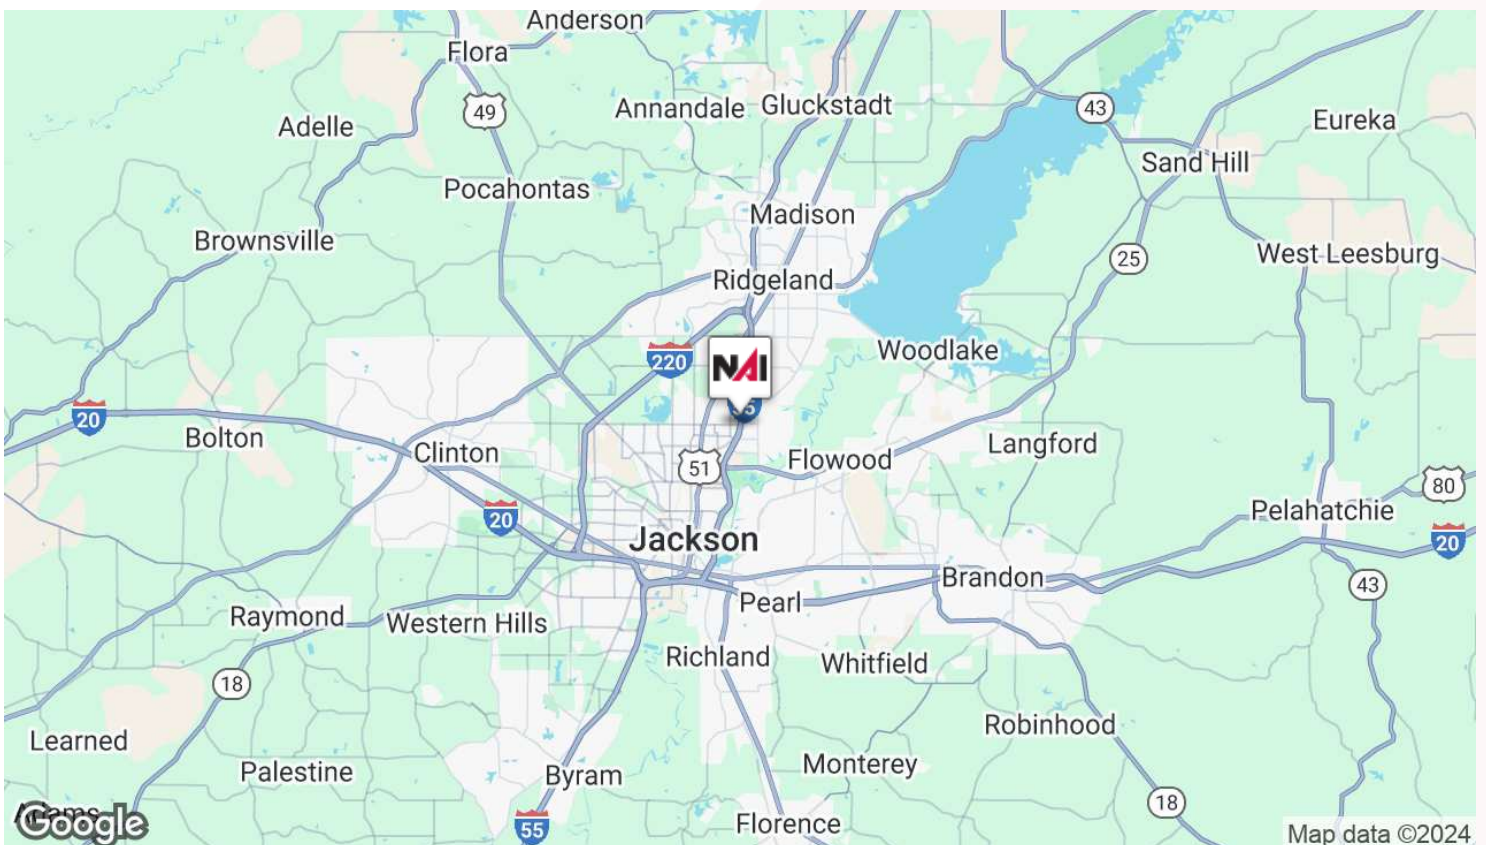 Anderson
Flora
49
Annandale
Gluckstadt
43
Adelle
Eureka
Sand Hill
Pocahontas
Madison
Brownsville
25
West Leesburg
Ridgeland
220
Woodlake
NAI
20
51
Bolton
Clinton
Flowood
Langford
80
Pelahatchie
20
Jackson
20
Brandon
43
Pearl
Raymond
Western Hills
Richland
Whitfield
18
Robinhood
Learned
Palestine
Byram
Monterey
18
Google
55
Florence
Map data ©2024